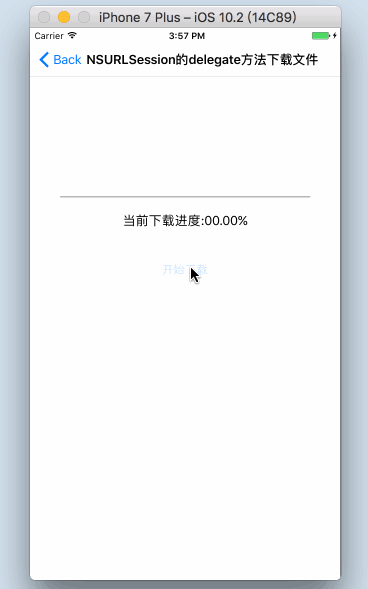 iPhone 7 Plus – iOS 10.2 (14C89)
Carrier 3:57 PM
Back NSURLSession的delegate方法下载文件
当前下载进度:00.00%
开始下载